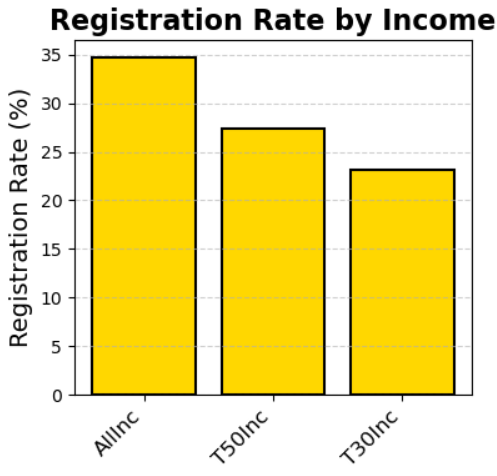 Registration Rate by Income
Registration Rate (%)
35
30
25
20
15
10
5
0
AllInc
T50Inc
T30Inc